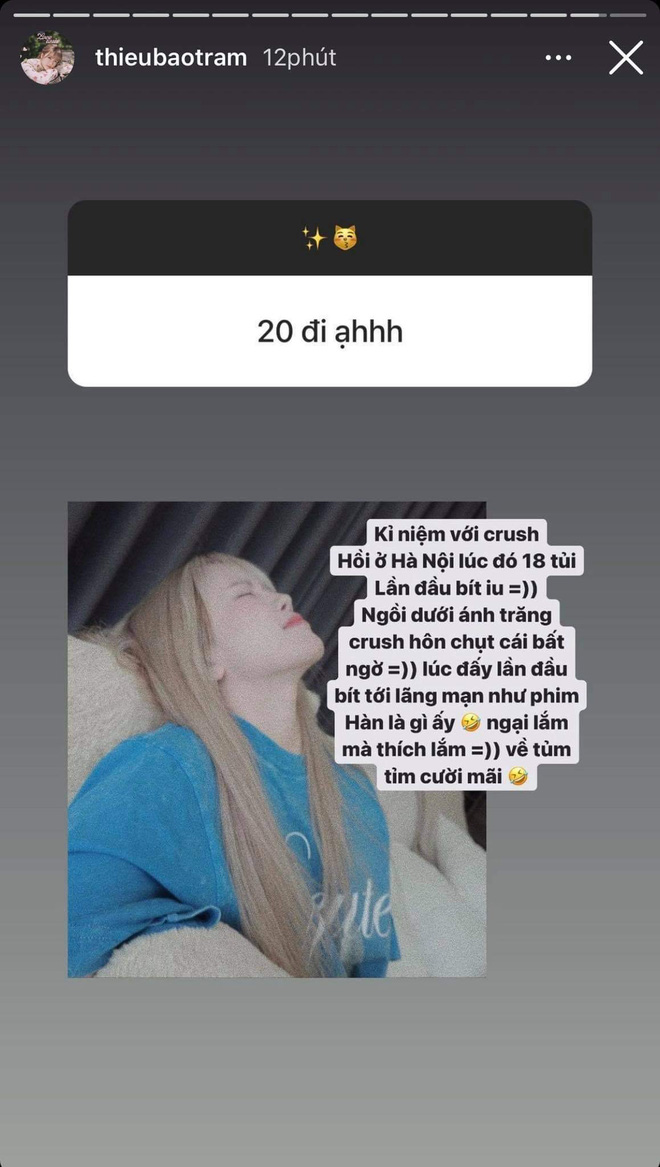 thieubaotram 12phút
20 đi ạhhh
Kỉ niệm với crush
Hồi ở Hà Nội lúc đó 18 tủi
Lần đầu bít iu =))
Ngồi dưới ánh trăng
crush hôn chụt cái bất
ngờ =)) lúc đấy lần đầu
bít tới lãng mạn như phim
Hàn là gì ấy 🤣 ngại lắm
mà thích lắm =)) về tủm
tỉm cười mãi 🤣